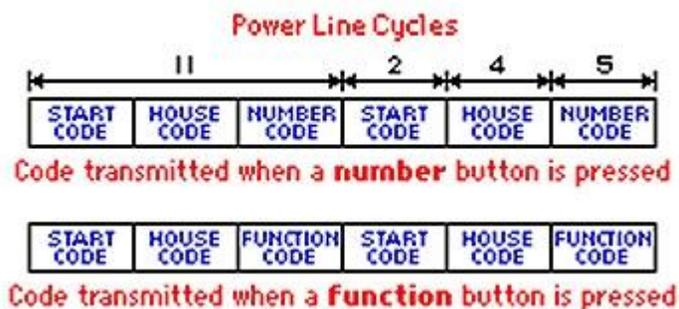 Power Line Cycles
11 2 4 5
START CODE HOUSE CODE NUMBER CODE START CODE HOUSE CODE NUMBER CODE
Code transmitted when a number button is pressed
START CODE HOUSE CODE FUNCTION CODE START CODE HOUSE CODE FUNCTION CODE
Code transmitted when a function button is pressed